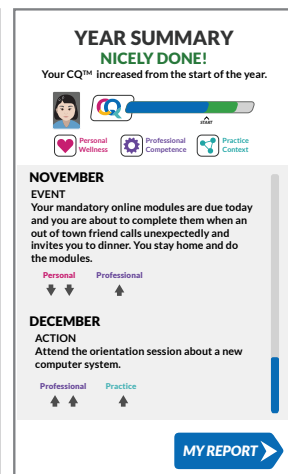 YEAR SUMMARY
NICELY DONE!
Your CQ™ increased from the start of the year.
CQ
START
Personal
Wellness
Professional
Competence
Practice
Context
NOVEMBER
EVENT
Your mandatory online modules are due today
and you are about to complete them when an
out of town friend calls unexpectedly and
invites you to dinner. You stay home and do
the modules.
Personal Professional
DECEMBER
ACTION
Attend the orientation session about a new
computer system.
Professional Practice
MY REPORT